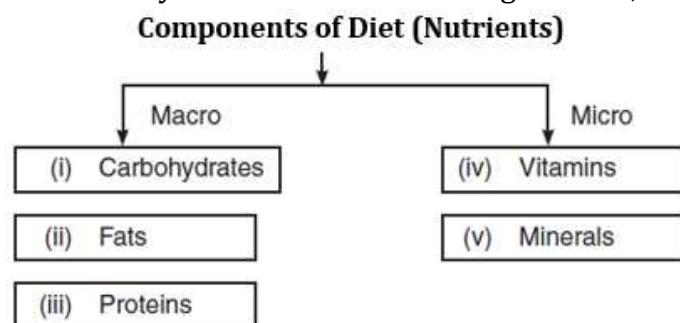 Components of Diet (Nutrients)
Macro
Micro
(i) Carbohydrates
(iv) Vitamins
(ii) Fats
(v) Minerals
(iii) Proteins